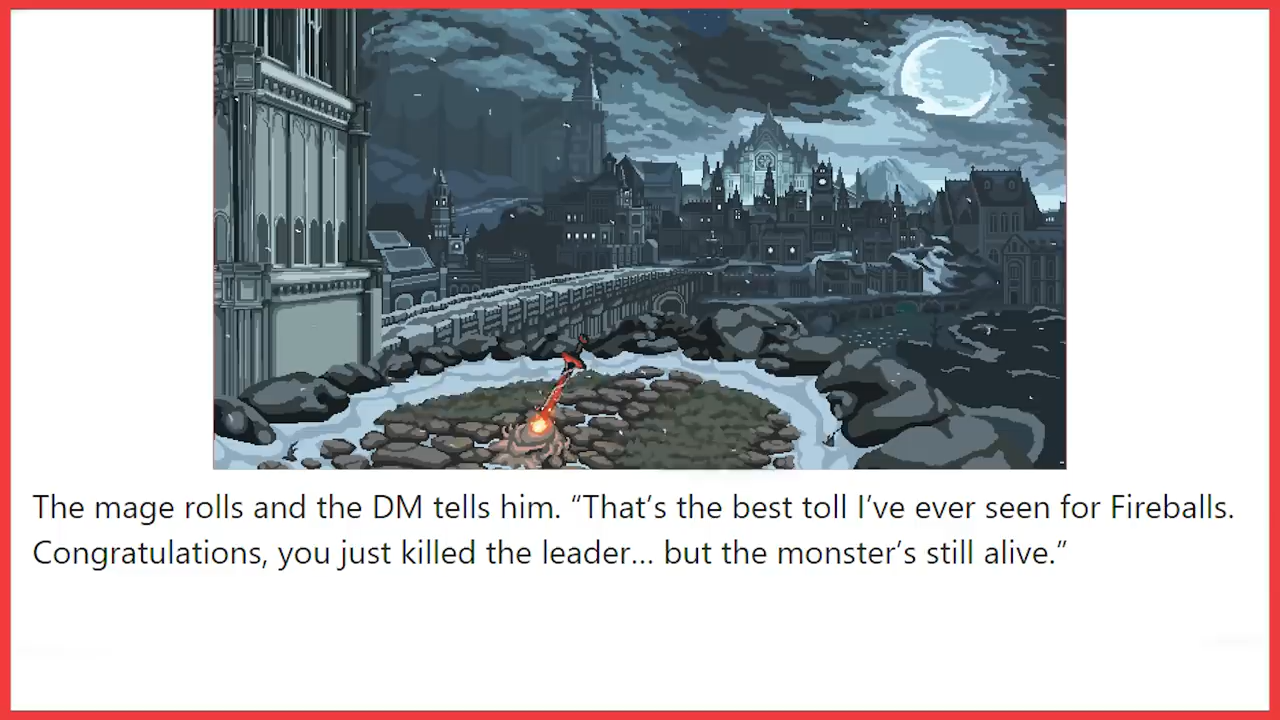 The mage rolls and the DM tells him. “That’s the best toll I’ve ever seen for Fireballs.
Congratulations, you just killed the leader... but the monster’s still alive.”